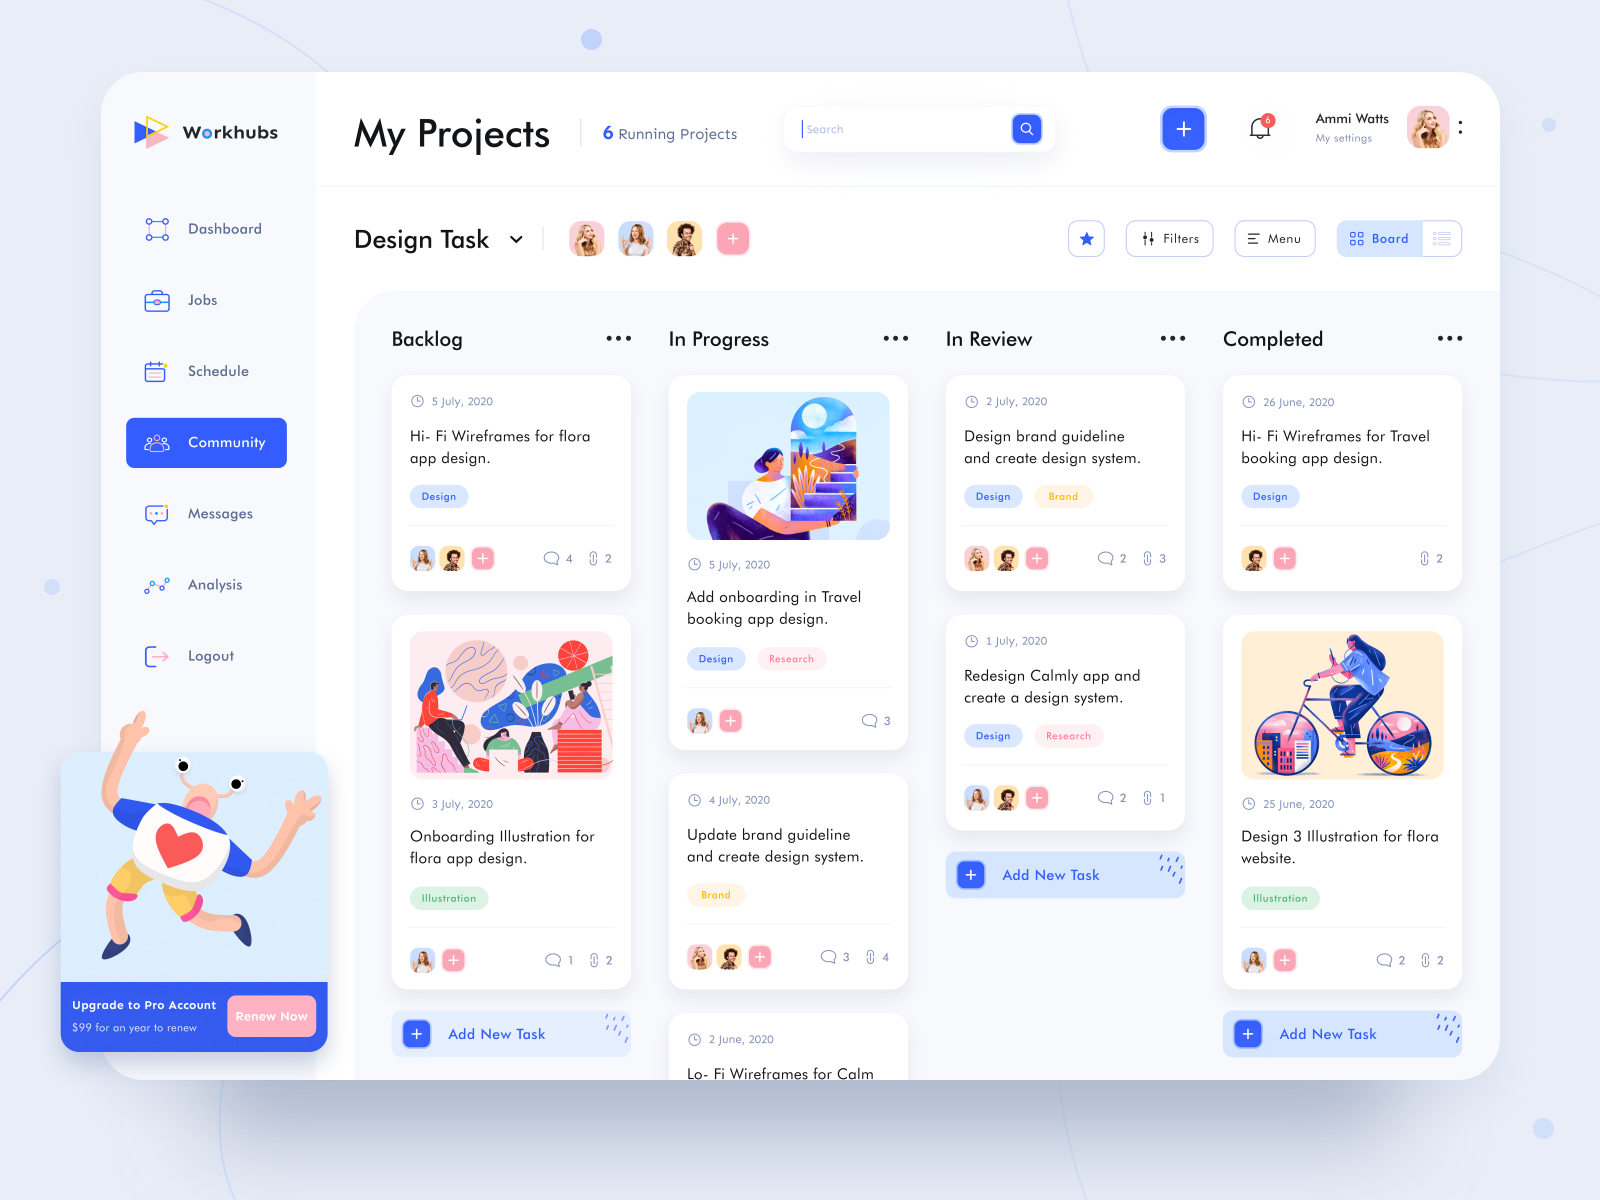 Workhubs
My Projects
6 Running Projects
Search
6
Ammi Watts
My settings
Dashboard
Jobs
Schedule
Community
Messages
Analysis
Logout
Upgrade to Pro Account
$99 for an year to renew
Renew Now
Design Task
Filters
Menu
Board
Backlog
5 July, 2020
Hi- Fi Wireframes for flora
app design.
Design
4 2
3 July, 2020
Onboarding Illustration for
flora app design.
Illustration
1 2
Add New Task
In Progress
5 July, 2020
Add onboarding in Travel
booking app design.
Design Research
3
4 July, 2020
Update brand guideline
and create design system.
Brand
3 4
2 June, 2020
Lo- Fi Wireframes for Calm
In Review
2 July, 2020
Design brand guideline
and create design system.
Design Brand
2 3
1 July, 2020
Redesign Calmly app and
create a design system.
Design Research
2 1
Add New Task
Completed
26 June, 2020
Hi- Fi Wireframes for Travel
booking app design.
Design
2
25 June, 2020
Design 3 Illustration for flora
website.
Illustration
2 2
Add New Task